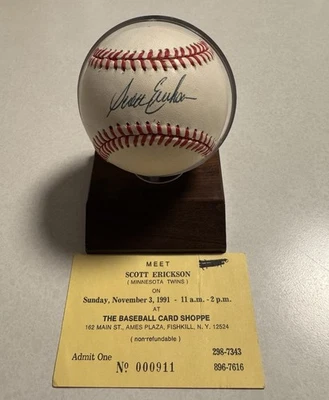 Scott Erickson
MEET
SCOTT ERICKSON
( MINNESOTA TWINS )
ON
Sunday, November 3, 1991 - 11 a.m. - 2 p.m.
AT
THE BASEBALL CARD SHOPPE
162 MAIN ST., AMES PLAZA, FISHKILL, N. Y. 12524
( non-refundable )
298-7343
Admit One
Nº 000911
896-7616